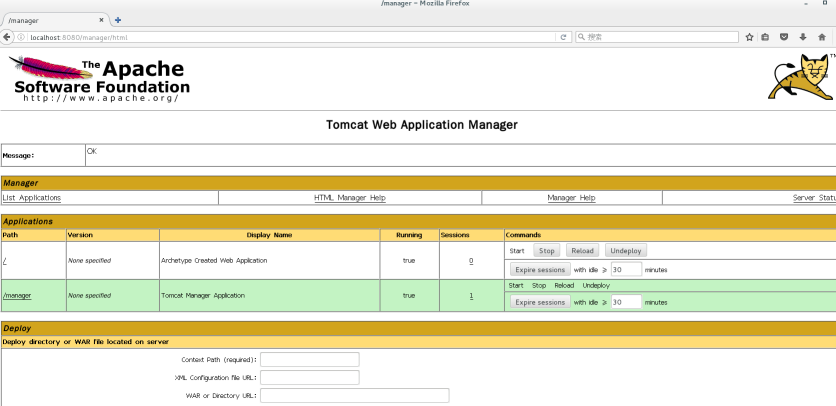 /manager - Mozilla Firefox
/manager
localhost:8080/manager/html
搜索
The Apache
Software Foundation
http://www.apache.org/
TM
Tomcat Web Application Manager
Message: OK
Manager
List Applications HTML Manager Help Manager Help Server Statu
Applications
Path Version Display Name Running Sessions Commands
/ None specified Archetype Created Web Application true 0 Start Stop Reload Undeploy
Expire sessions with idle ≥ 30 minutes
/manager None specified Tomcat Manager Application true 1 Start Stop Reload Undeploy
Expire sessions with idle ≥ 30 minutes
Deploy
Deploy directory or WAR file located on server
Context Path (required):
XML Configuration file URL:
WAR or Directory URL: